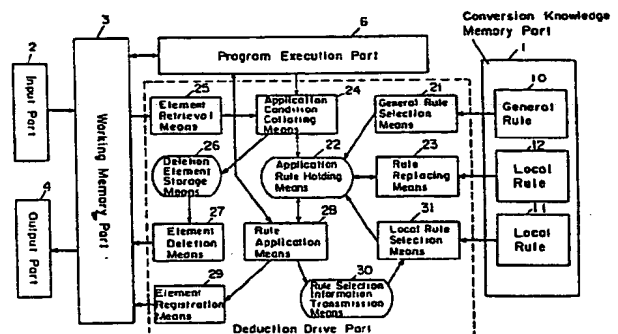 Conversion Knowledge
Memory Part
2
3
6
1
Input Part
Working Memory Part
Program Execution Part
25
24
21
10
Element
Retrieval
Means
Application
Condition
Collating
Means
General Rule
Selection
Means
General
Rule
26
22
23
12
Deletion
Element
Storage
Means
Application
Rule Holding
Means
Rule
Replacing
Means
Local
Rule
4
27
28
31
11
Output Part
Element
Deletion
Means
Rule
Application
Means
Local Rule
Selection
Means
Local
Rule
29
30
Element
Registration
Means
Rule Selection
Information
Transmission
Means
Deduction Drive Part